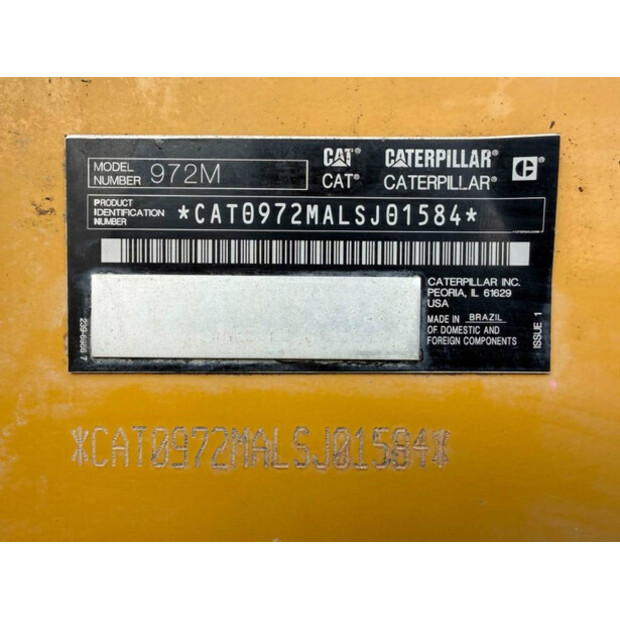 MODEL NUMBER 972M
CAT® CATERPILLAR®
CAT® CATERPILLAR®
C
PRODUCT IDENTIFICATION NUMBER
*CAT0972MALSJ01584*
CATERPILLAR INC.
PEORIA, IL 61629
USA
MADE IN BRAZIL
OF DOMESTIC AND
FOREIGN COMPONENTS
ISSUE 1
*CAT0972MALSJ01584*